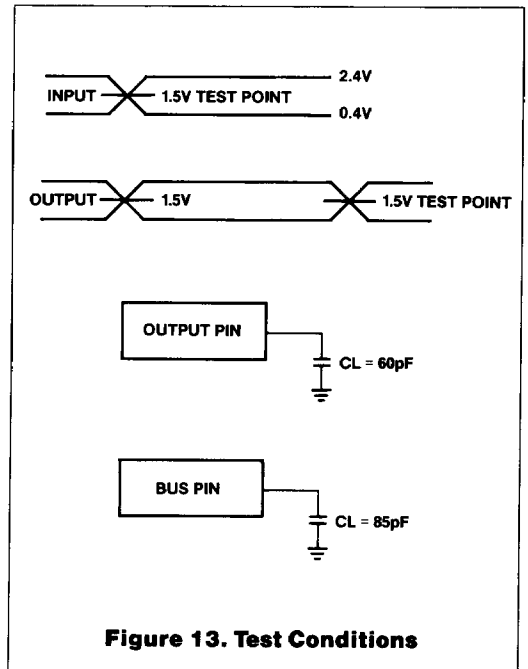 2.4V
INPUT 1.5V TEST POINT
0.4V
OUTPUT 1.5V 1.5V TEST POINT
OUTPUT PIN
CL = 60pF
BUS PIN
CL = 85pF
Figure 13. Test Conditions